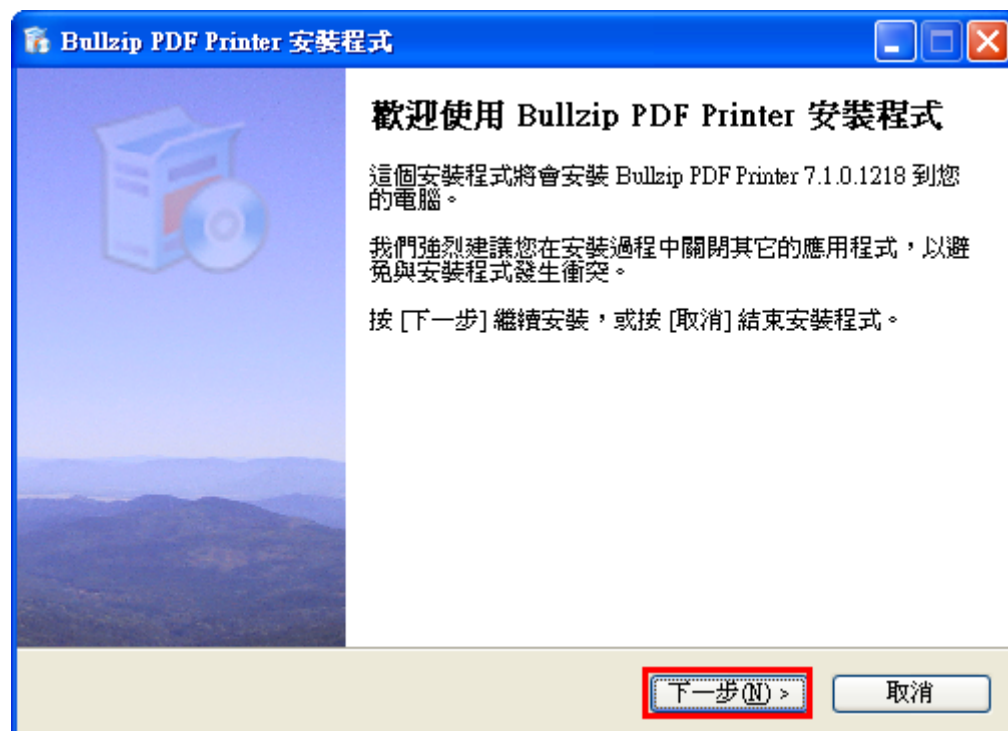 Bullzip PDF Printer 安裝程式
歡迎使用 Bullzip PDF Printer 安裝程式
這個安裝程式將會安裝 Bullzip PDF Printer 7.1.0.1218 到您
的電腦。
我們強烈建議您在安裝過程中關閉其它的應用程式，以避
免與安裝程式發生衝突。
按 [下一步] 繼續安裝，或按 [取消] 結束安裝程式。
下一步(N) >
取消